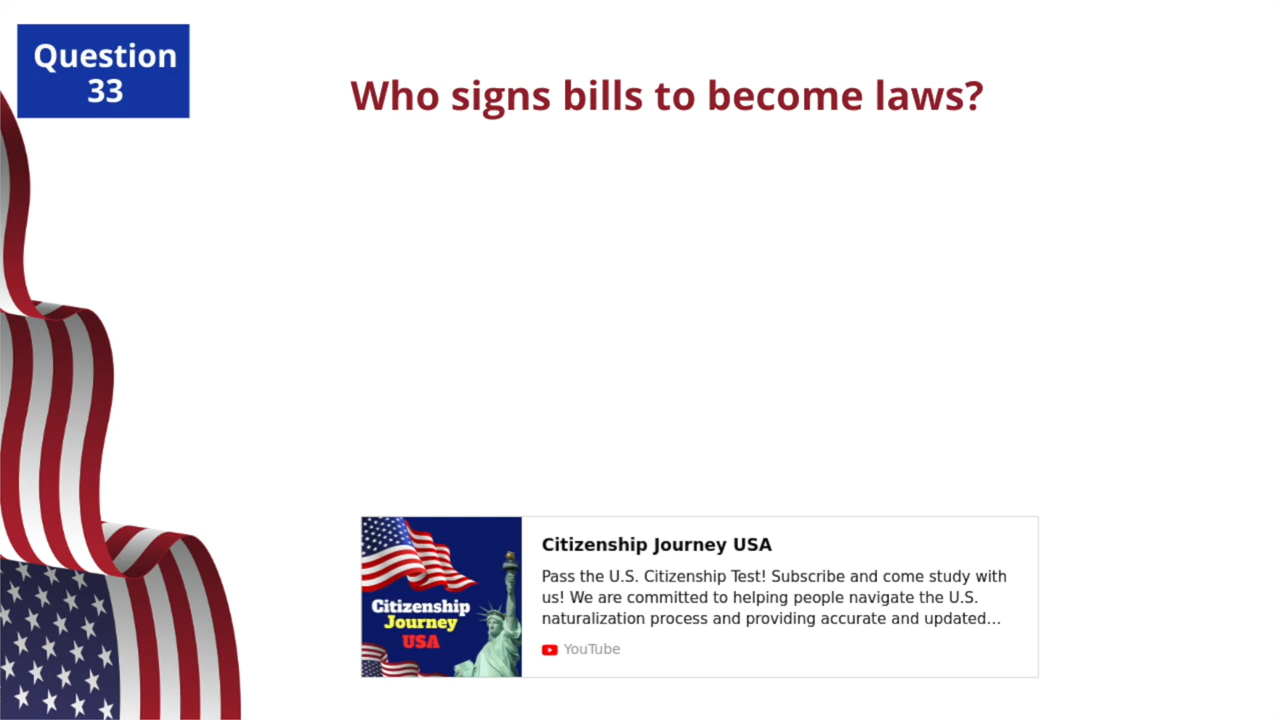 Question
33
Who signs bills to become laws?
Citizenship
Journey
USA
Citizenship Journey USA
Pass the U.S. Citizenship Test! Subscribe and come study with
us! We are committed to helping people navigate the U.S.
naturalization process and providing accurate and updated...
YouTube